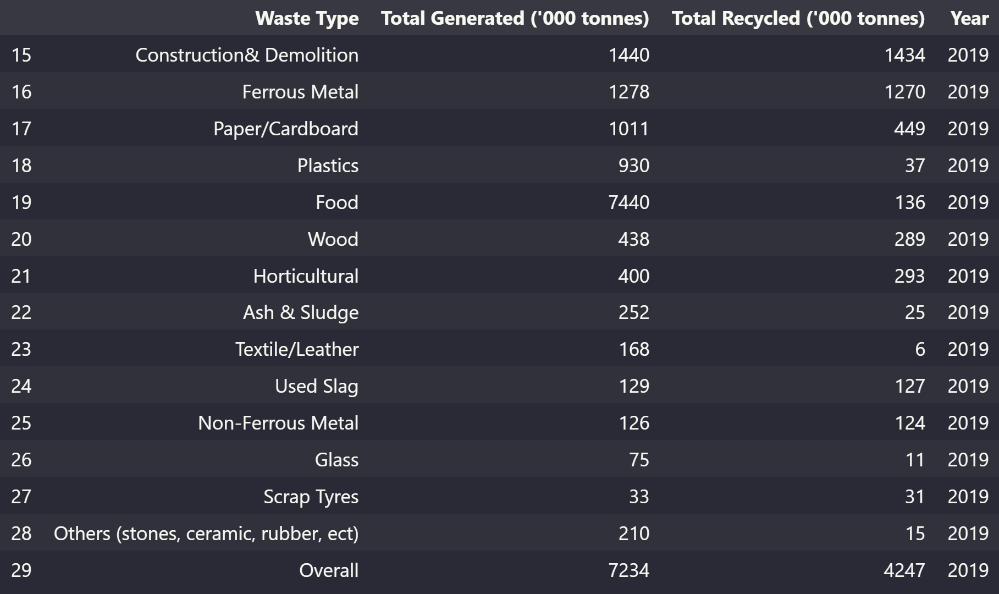 Waste Type Total Generated ('000 tonnes) Total Recycled ('000 tonnes) Year
15 Construction& Demolition 1440 1434 2019
16 Ferrous Metal 1278 1270 2019
17 Paper/Cardboard 1011 449 2019
18 Plastics 930 37 2019
19 Food 7440 136 2019
20 Wood 438 289 2019
21 Horticultural 400 293 2019
22 Ash & Sludge 252 25 2019
23 Textile/Leather 168 6 2019
24 Used Slag 129 127 2019
25 Non-Ferrous Metal 126 124 2019
26 Glass 75 11 2019
27 Scrap Tyres 33 31 2019
28 Others (stones, ceramic, rubber, ect) 210 15 2019
29 Overall 7234 4247 2019